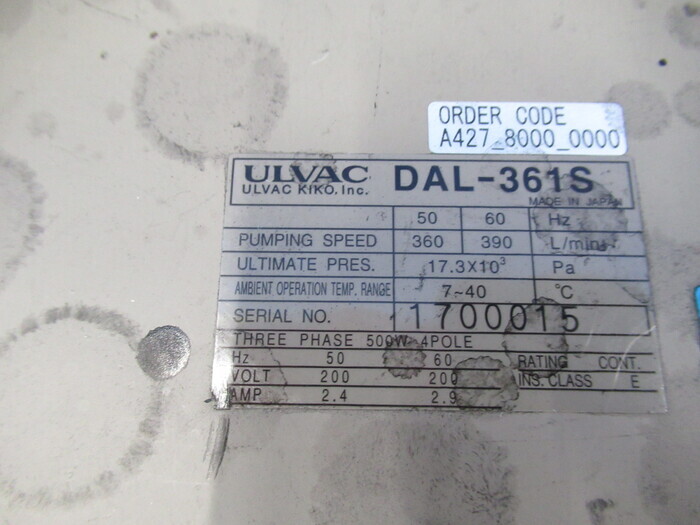 ORDER CODE
A427_8000_0000
ULVAC DAL-361S
ULVAC KIKO, Inc. MADE IN JAPAN
50 60 Hz
PUMPING SPEED 360 390 L/min
ULTIMATE PRES. 17.3X10³ Pa
AMBIENT OPERATION TEMP. RANGE 7~40 °C
SERIAL NO. 1700015
THREE PHASE 500W 4POLE
Hz 50 60 RATING CONT.
VOLT 200 200 INS. CLASS E
AMP 2.4 2.9